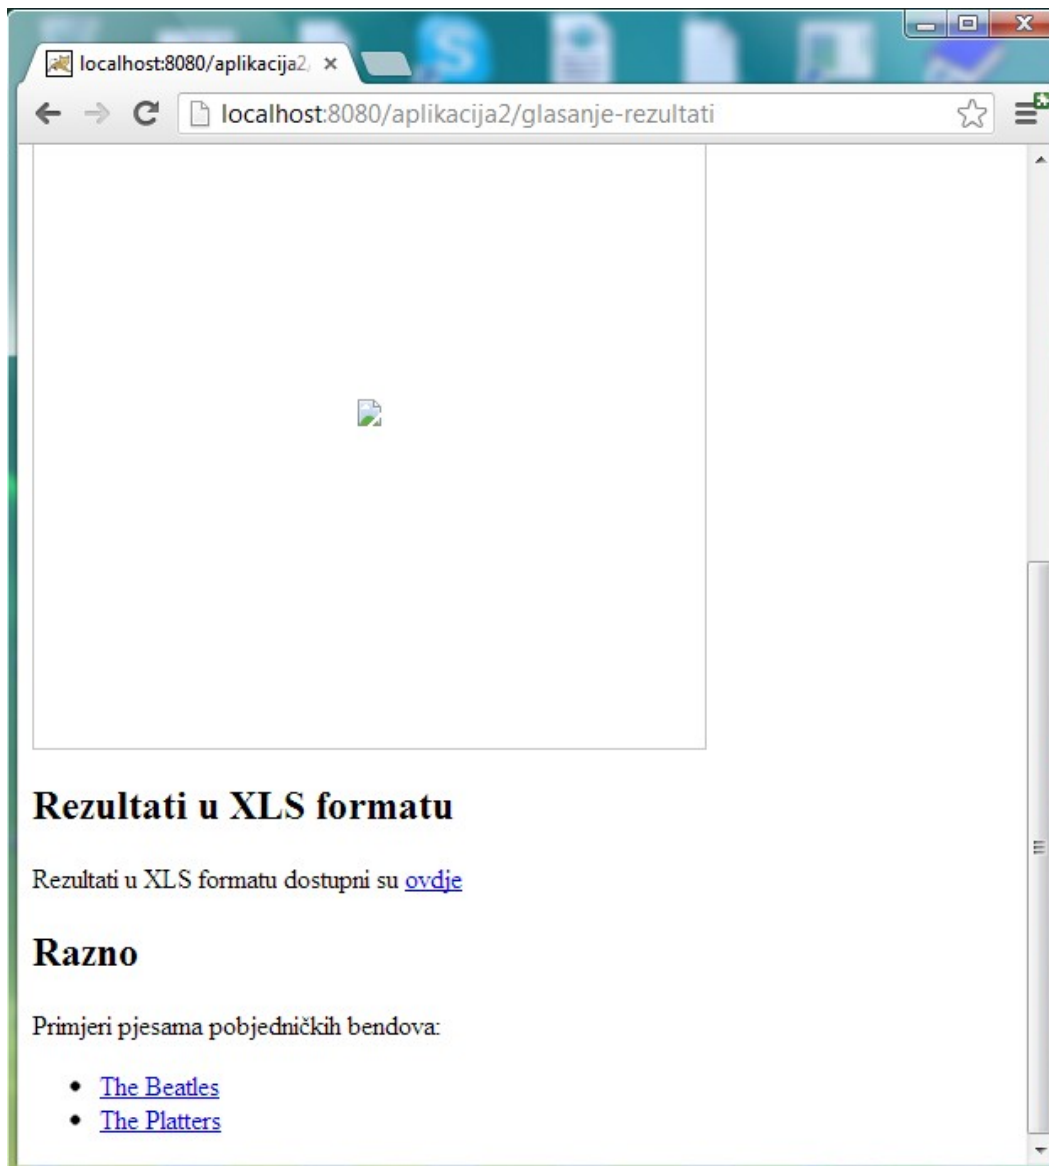 localhost:8080/aplikacija2/
localhost:8080/aplikacija2/glasanje-rezultati
Rezultati u XLS formatu
Rezultati u XLS formatu dostupni su ovdje
Razno
Primjeri pjesama pobjedničkih bendova:
The Beatles
The Platters